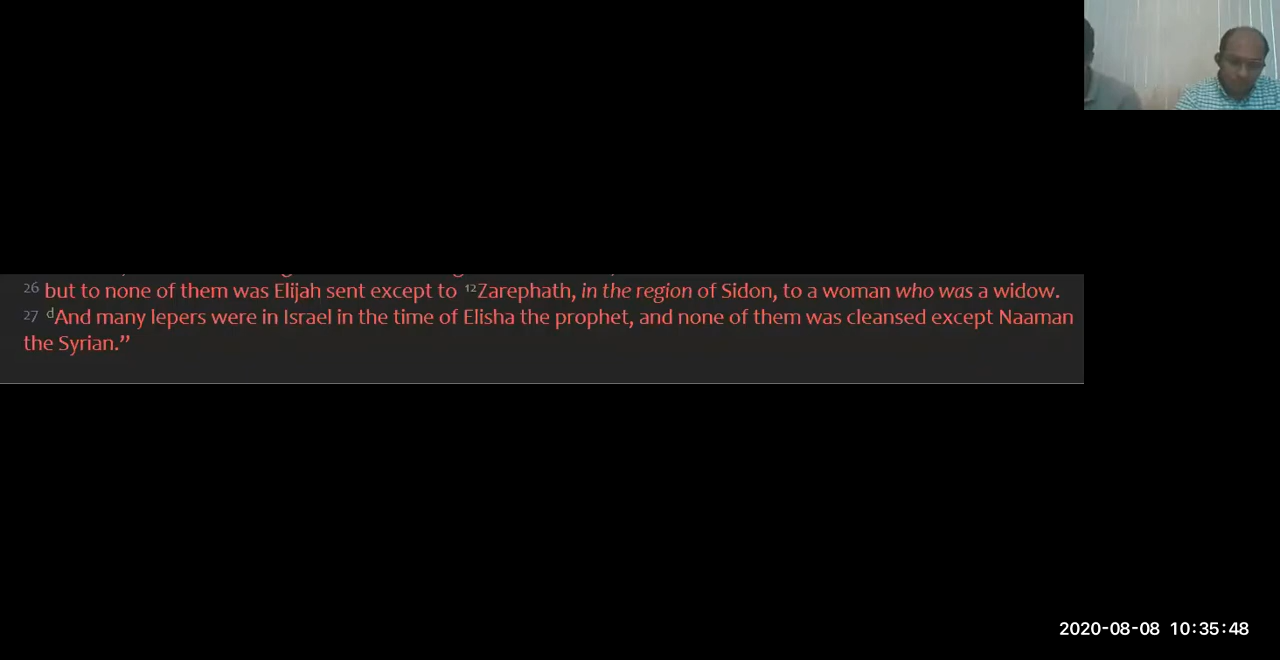 26 but to none of them was Elijah sent except to 12Zarephath, in the region of Sidon, to a woman who was a widow.
27 dAnd many lepers were in Israel in the time of Elisha the prophet, and none of them was cleansed except Naaman
the Syrian.”
2020-08-08 10:35:48